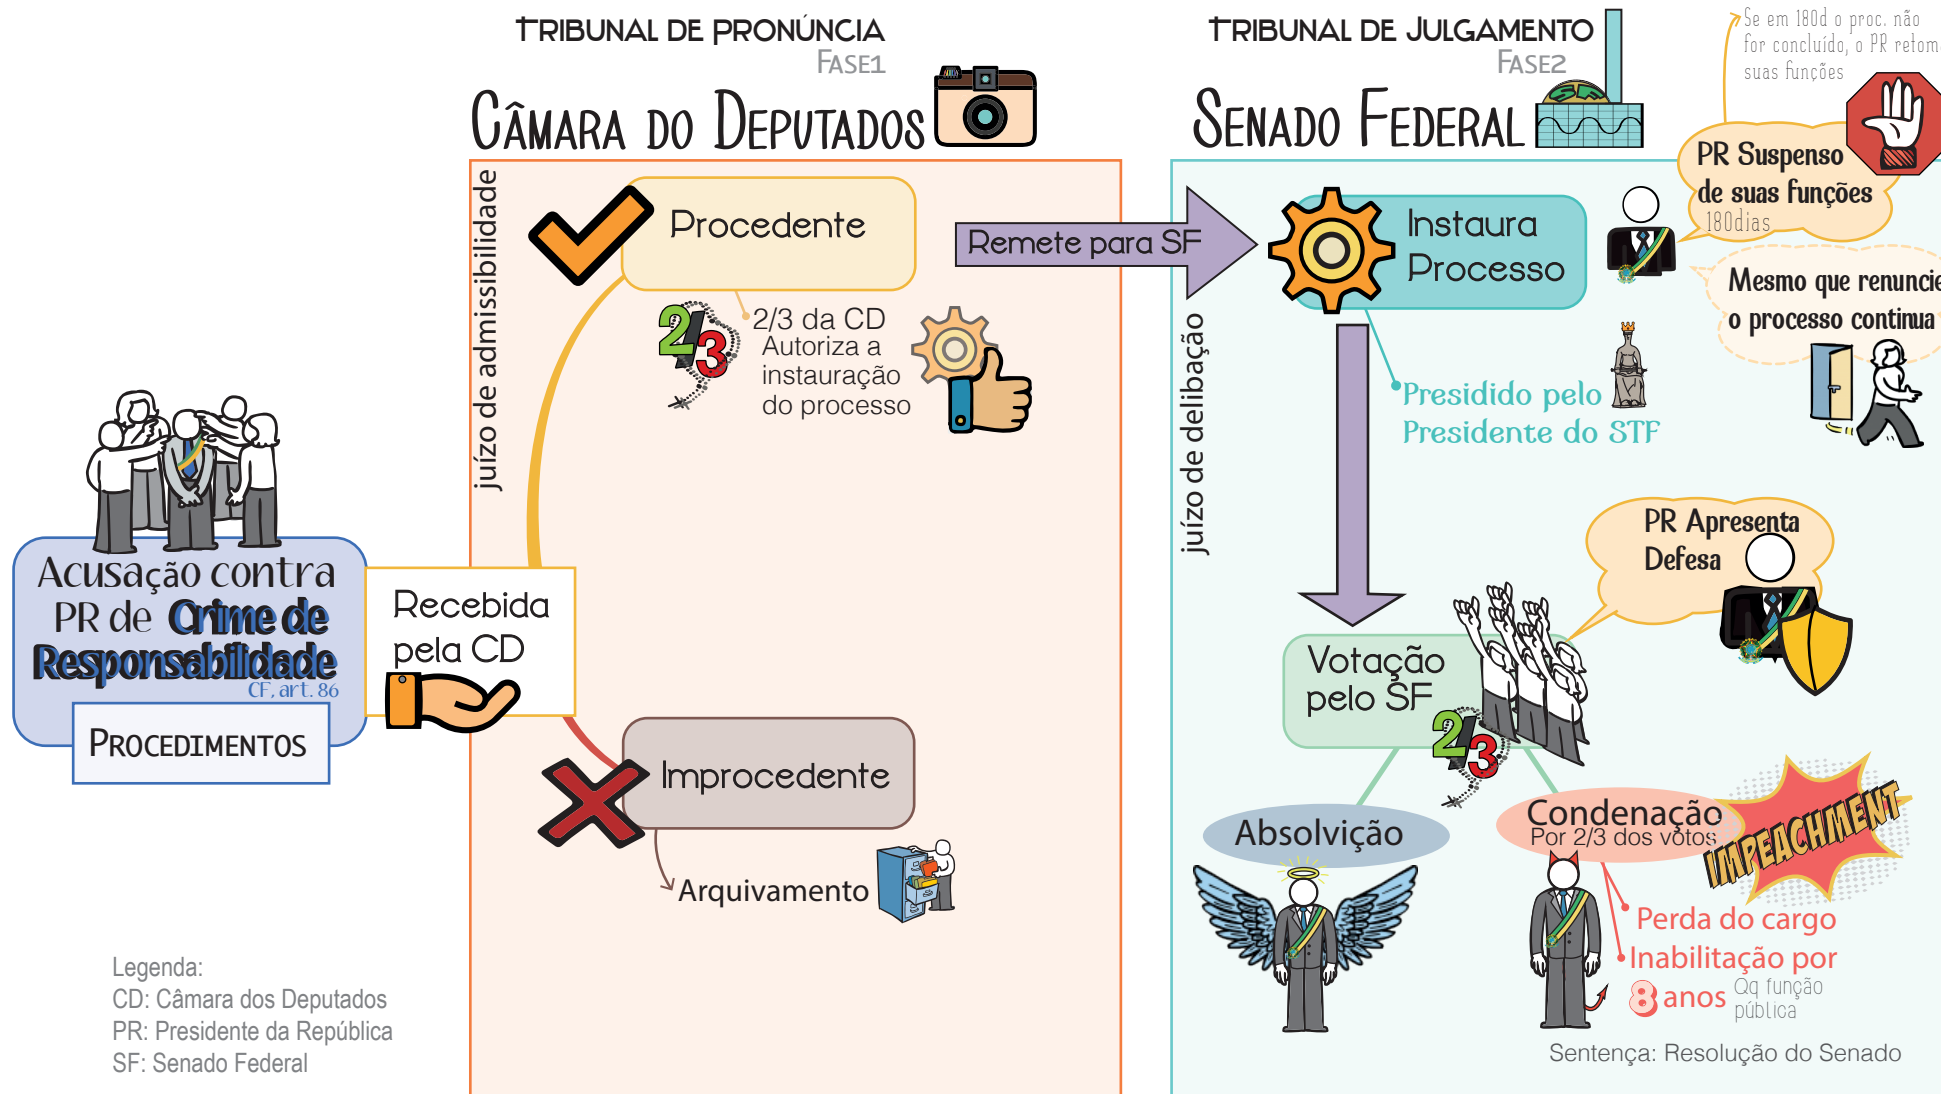 TRIBUNAL DE PRONÚNCIA
FASE1
CÂMARA DO DEPUTADOS
juízo de admissibilidade
Procedente
2/3
2/3 da CD
Autoriza a
instauração
do processo
Remete para SF
Acusação contra
PR de Crime de
Responsabilidade
CF, art. 86
PROCEDIMENTOS
Recebida
pela CD
Improcedente
Arquivamento
Legenda:
CD: Câmara dos Deputados
PR: Presidente da República
SF: Senado Federal
TRIBUNAL DE JULGAMENTO
FASE2
SENADO FEDERAL
SF
juízo de delibação
Instaura
Processo
Se em 180d o proc. não
for concluído, o PR retom
suas funções
PR Suspenso
de suas funções
180dias
Mesmo que renuncie
o processo continua
Presidido pelo
Presidente do STF
PR Apresenta
Defesa
Votação
pelo SF
2/3
Absolvição
Condenação
Por 2/3 dos votos
IMPEACHMENT
Perda do cargo
Inabilitação por
8 anos Qq função
pública
Sentença: Resolução do Senado